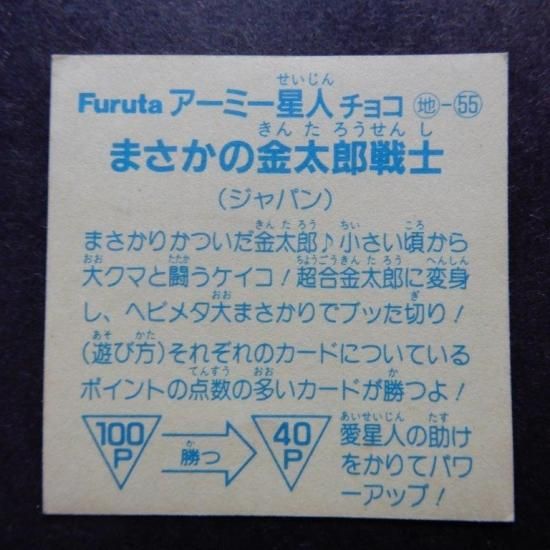 せいじん
Furuta アーミー星人 チョコ 地-55
きんたろうせんし
まさかの金太郎戦士
(ジャパン)
きんたろう ちい ころ
まさかりかついだ金太郎♪小さい頃から
おお たたか ちょうごうきんたろう へんしん
大クマと闘うケイコ！超合金太郎に変身
おお ぎ
し、ヘビメタ大まさかりでブッた切り！
あそ かた
(遊び方)それぞれのカードについている
てんすう おお か
ポイントの点数の多いカードが勝つよ！
100P 勝つ 40P
か
あいせいじん たす
愛星人の助け
をかりてパワ
ーアップ！